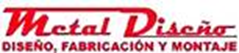 Metal Diseño
DISEÑO, FABRICACIÓN Y MONTAJE